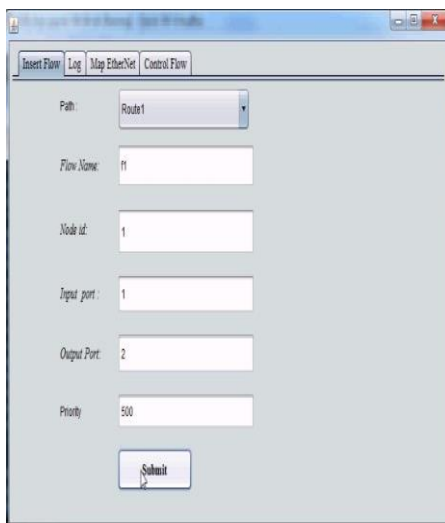 Insert Flow Log Map EtherNet Control Flow
Path: Route1
Flow Name: f1
Node id: 1
Input port : 1
Output Port: 2
Priority 500
Submit